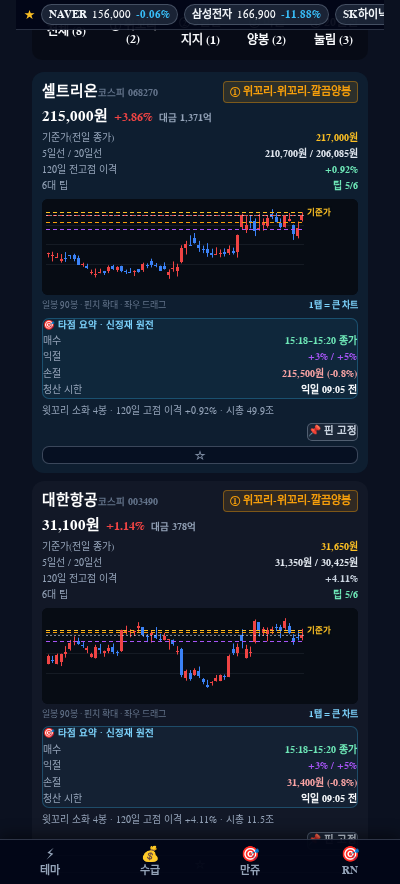 ★ NAVER 156,000 -0.06% 삼성전자 166,900 -11.88% SK하이닉
전체 (8) (2) 지지 (1) 양봉 (2) 눌림 (3)
셀트리온 코스피 068270 ① 위꼬리-위꼬리-깔끔양봉
215,000원 +3.86% 대금 1,371억
기준가(전일 종가) 217,000원
5일선 / 20일선 210,700원 / 206,085원
120일 전고점 이격 +0.92%
6대 팁 팁 5/6
기준가
일봉 90봉 · 핀치 확대 · 좌우 드래그 1탭 = 큰 차트
🎯 타점 요약 · 신정재 원전
매수 15:18~15:20 종가
익절 +3% / +5%
손절 215,500원 (-0.8%)
청산 시한 익일 09:05 전
윗꼬리 소화 4봉 · 120일 고점 이격 +0.92% · 시총 49.9조
📌 핀 고정
☆
대한항공 코스피 003490 ① 위꼬리-위꼬리-깔끔양봉
31,100원 +1.14% 대금 378억
기준가(전일 종가) 31,650원
5일선 / 20일선 31,350원 / 30,425원
120일 전고점 이격 +4.11%
6대 팁 팁 5/6
기준가
일봉 90봉 · 핀치 확대 · 좌우 드래그 1탭 = 큰 차트
🎯 타점 요약 · 신정재 원전
매수 15:18~15:20 종가
익절 +3% / +5%
손절 31,400원 (-0.8%)
청산 시한 익일 09:05 전
윗꼬리 소화 4봉 · 120일 고점 이격 +4.11% · 시총 11.5조
📌 핀 고정
⚡ 💰 🎯 🎯
테마 수급 만쥬 RN